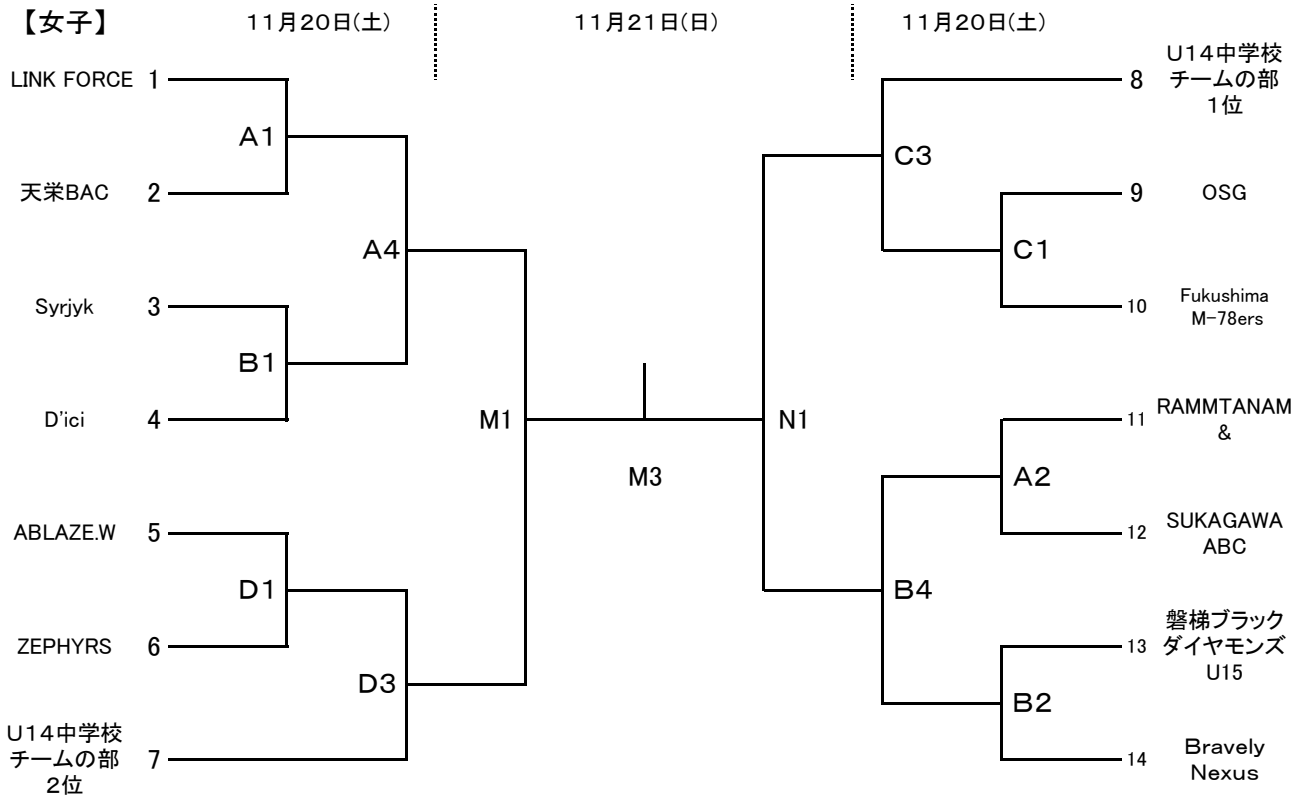 【女子】
11月20日(土)
11月21日(日)
11月20日(土)
LINK FORCE 1
A1
天栄BAC 2
A4
Syrjyk 3
B1
D'ici 4
M1
ABLAZE.W 5
D1
ZEPHYRS 6
D3
U14中学校
チームの部
2位
7
M3
8
U14中学校
チームの部
1位
C3
9 OSG
C1
10
Fukushima
M-78ers
N1
11
RAMMTANAM
&
A2
12
SUKAGAWA
ABC
B4
13
磐梯ブラック
ダイヤモンズ
U15
B2
14
Bravely
Nexus